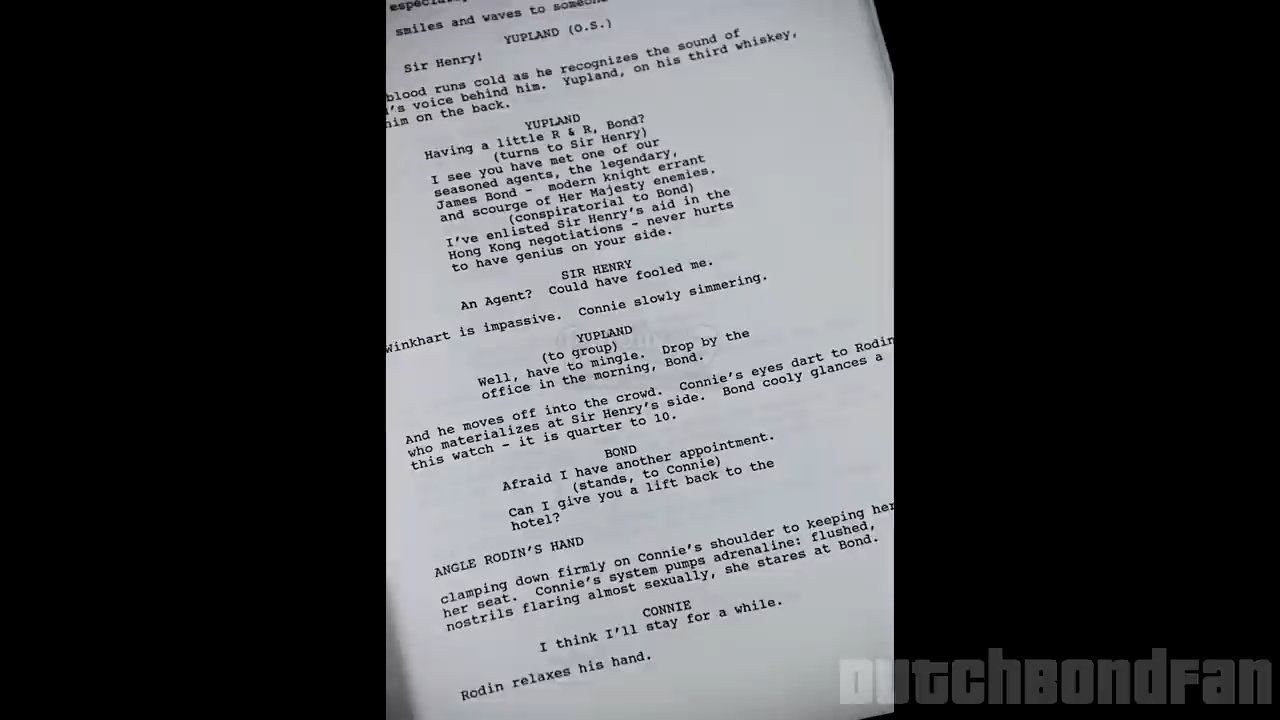 smiles and waves to someone
YUPLAND (O.S.)
Sir Henry!
blood runs cold as he recognizes the sound of
's voice behind him. Yupland, on his third whiskey,
him on the back.
YUPLAND
Having a little R & R, Bond?
(turns to Sir Henry)
I see you have met one of our
seasoned agents, the legendary,
James Bond - modern knight errant
and scourge of Her Majesty enemies.
(conspiratorial to Bond)
I've enlisted Sir Henry's aid in the
Hong Kong negotiations - never hurts
to have genius on your side.
SIR HENRY
An Agent? Could have fooled me.
Winkhart is impassive. Connie slowly simmering.
YUPLAND
(to group)
Well, have to mingle. Drop by the
office in the morning, Bond.
And he moves off into the crowd. Connie's eyes dart to Rodin
who materializes at Sir Henry's side. Bond cooly glances a
this watch - it is quarter to 10.
BOND
Afraid I have another appointment.
(stands, to Connie)
Can I give you a lift back to the
hotel?
ANGLE RODIN'S HAND
clamping down firmly on Connie's shoulder to keeping her
her seat. Connie's system pumps adrenaline: flushed,
nostrils flaring almost sexually, she stares at Bond.
CONNIE
I think I'll stay for a while.
Rodin relaxes his hand.
DUTCHBONDFAN